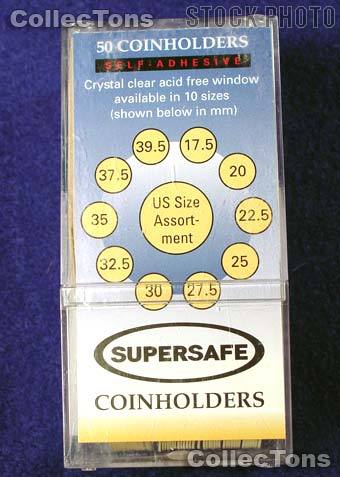 CollecTons
STOCK PHOTO
50 COINHOLDERS
SELF-ADHESIVE
Crystal clear acid free window
available in 10 sizes
(shown below in mm)
39.5
17.5
37.5
20
35
US Size
Assort-
ment
22.5
32.5
25
30
27.5
SUPERSAFE
COINHOLDERS
CollecTons